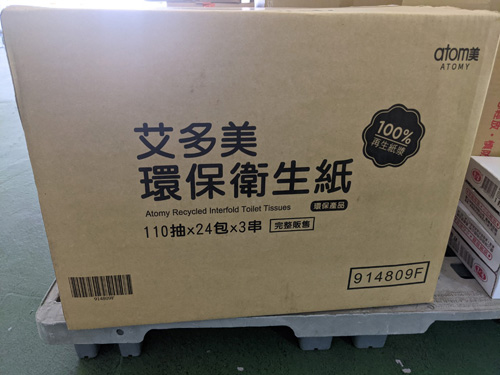 atom美
ATOMY
艾多美
100%
再生紙漿
環保衛生紙
Atomy Recycled Interfold Toilet Tissues
環保產品
110抽×24包×3串 完整販售
914809F
914809F